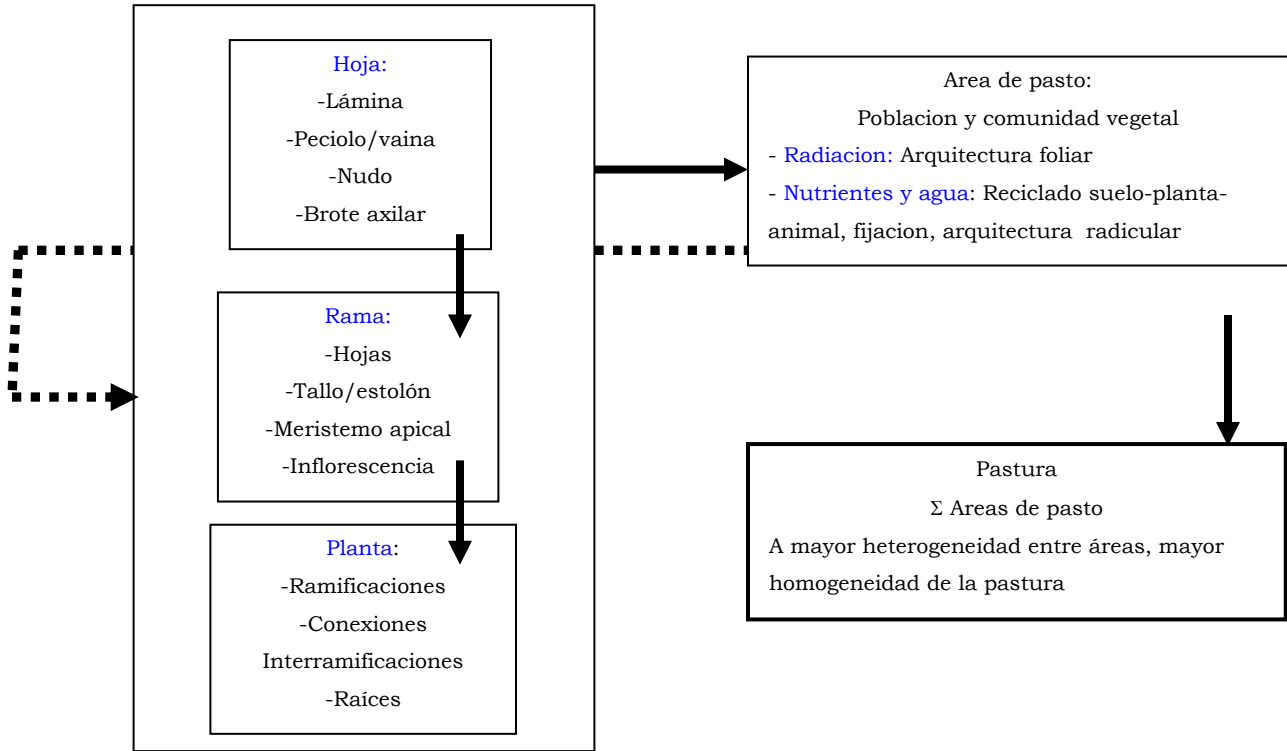 Hoja:
-Lámina
-Peciolo/vaina
-Nudo
-Brote axilar
Rama:
-Hojas
-Tallo/estolón
-Meristemo apical
-Inflorescencia
Planta:
-Ramificaciones
-Conexiones
Interramificaciones
-Raíces
Area de pasto:
Poblacion y comunidad vegetal
- Radiacion: Arquitectura foliar
- Nutrientes y agua: Reciclado suelo-planta-
animal, fijacion, arquitectura radicular
Pastura
Σ Areas de pasto
A mayor heterogeneidad entre áreas, mayor
homogeneidad de la pastura